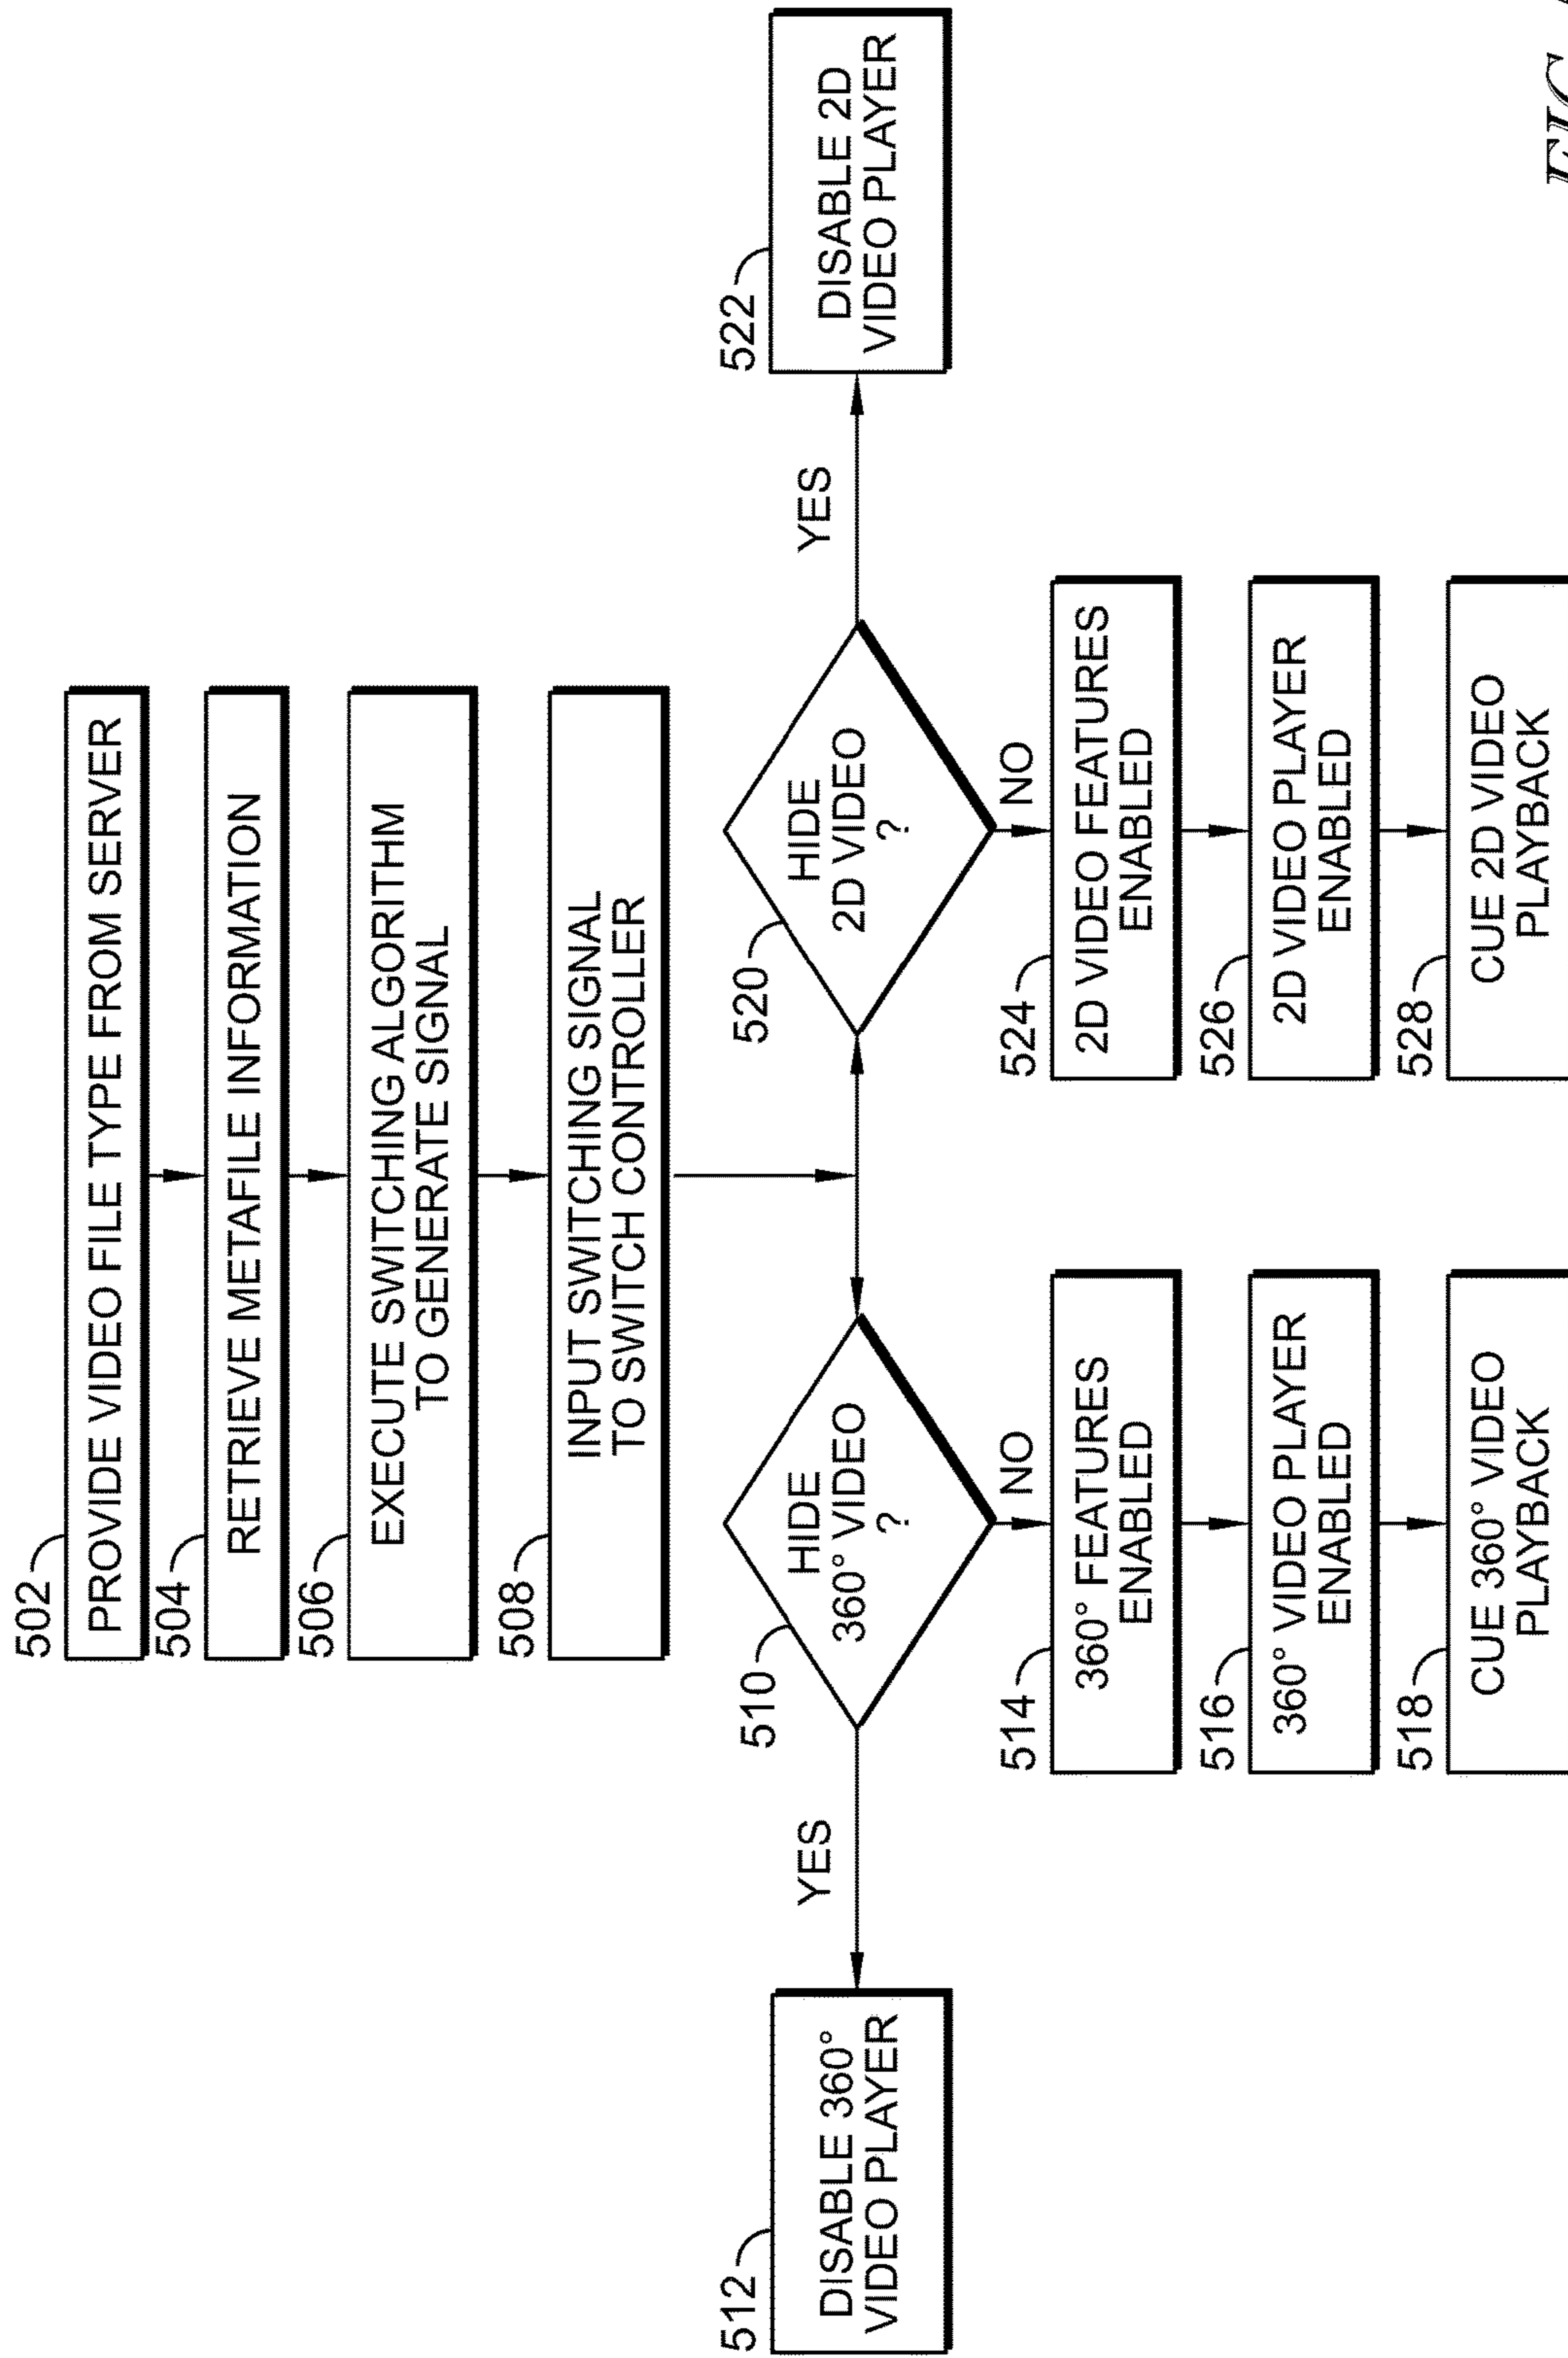 502
PROVIDE VIDEO FILE TYPE FROM SERVER
504
RETRIEVE METAFILE INFORMATION
506
EXECUTE SWITCHING ALGORITHM
TO GENERATE SIGNAL
508
INPUT SWITCHING SIGNAL
TO SWITCH CONTROLLER
510
HIDE
360° VIDEO
?
YES
512
DISABLE 360°
VIDEO PLAYER
NO
514
360° FEATURES
ENABLED
516
360° VIDEO PLAYER
ENABLED
518
CUE 360° VIDEO
PLAYBACK
520
HIDE
2D VIDEO
?
YES
522
DISABLE 2D
VIDEO PLAYER
NO
524
2D VIDEO FEATURES
ENABLED
526
2D VIDEO PLAYER
ENABLED
528
CUE 2D VIDEO
PLAYBACK